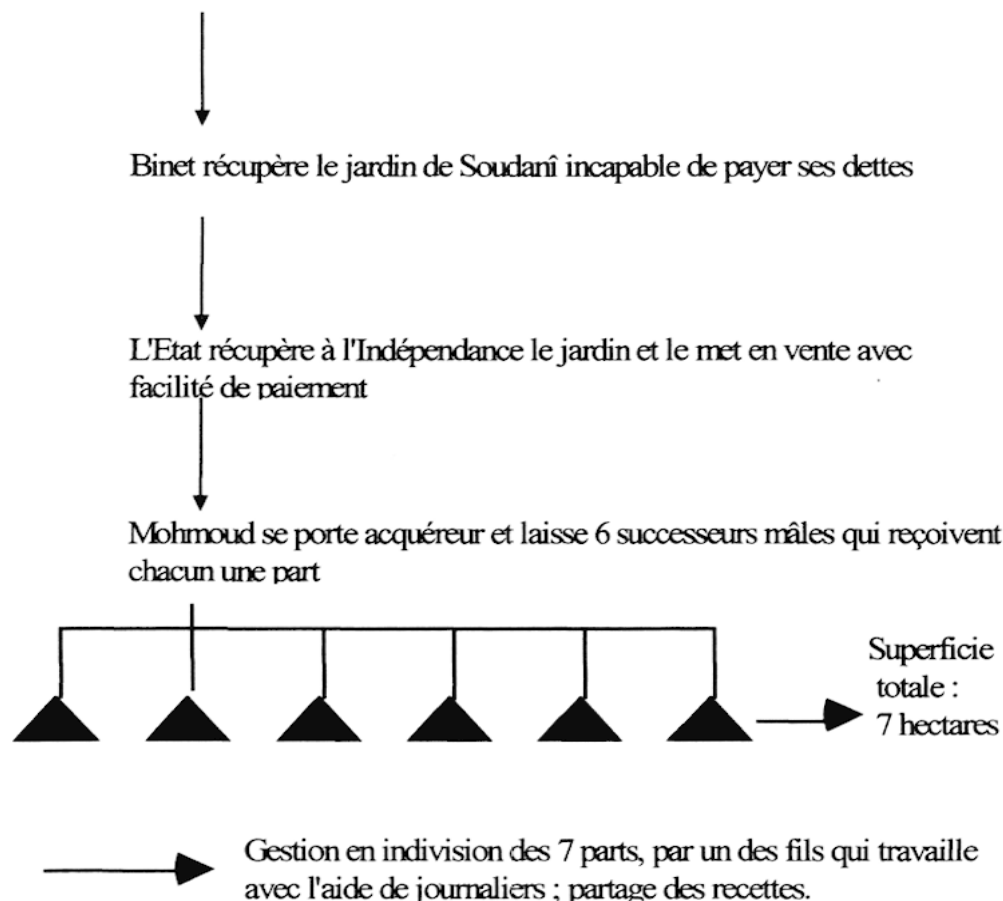 Binet récupère le jardin de Soudanî incapable de payer ses dettes
L'Etat récupère à l'Indépendance le jardin et le met en vente avec
facilité de paiement
Mohmoud se porte acquéreur et laisse 6 successeurs mâles qui reçoivent
chacun une part
Superficie
totale :
7 hectares
Gestion en indivision des 7 parts, par un des fils qui travaille
avec l'aide de journaliers ; partage des recettes.